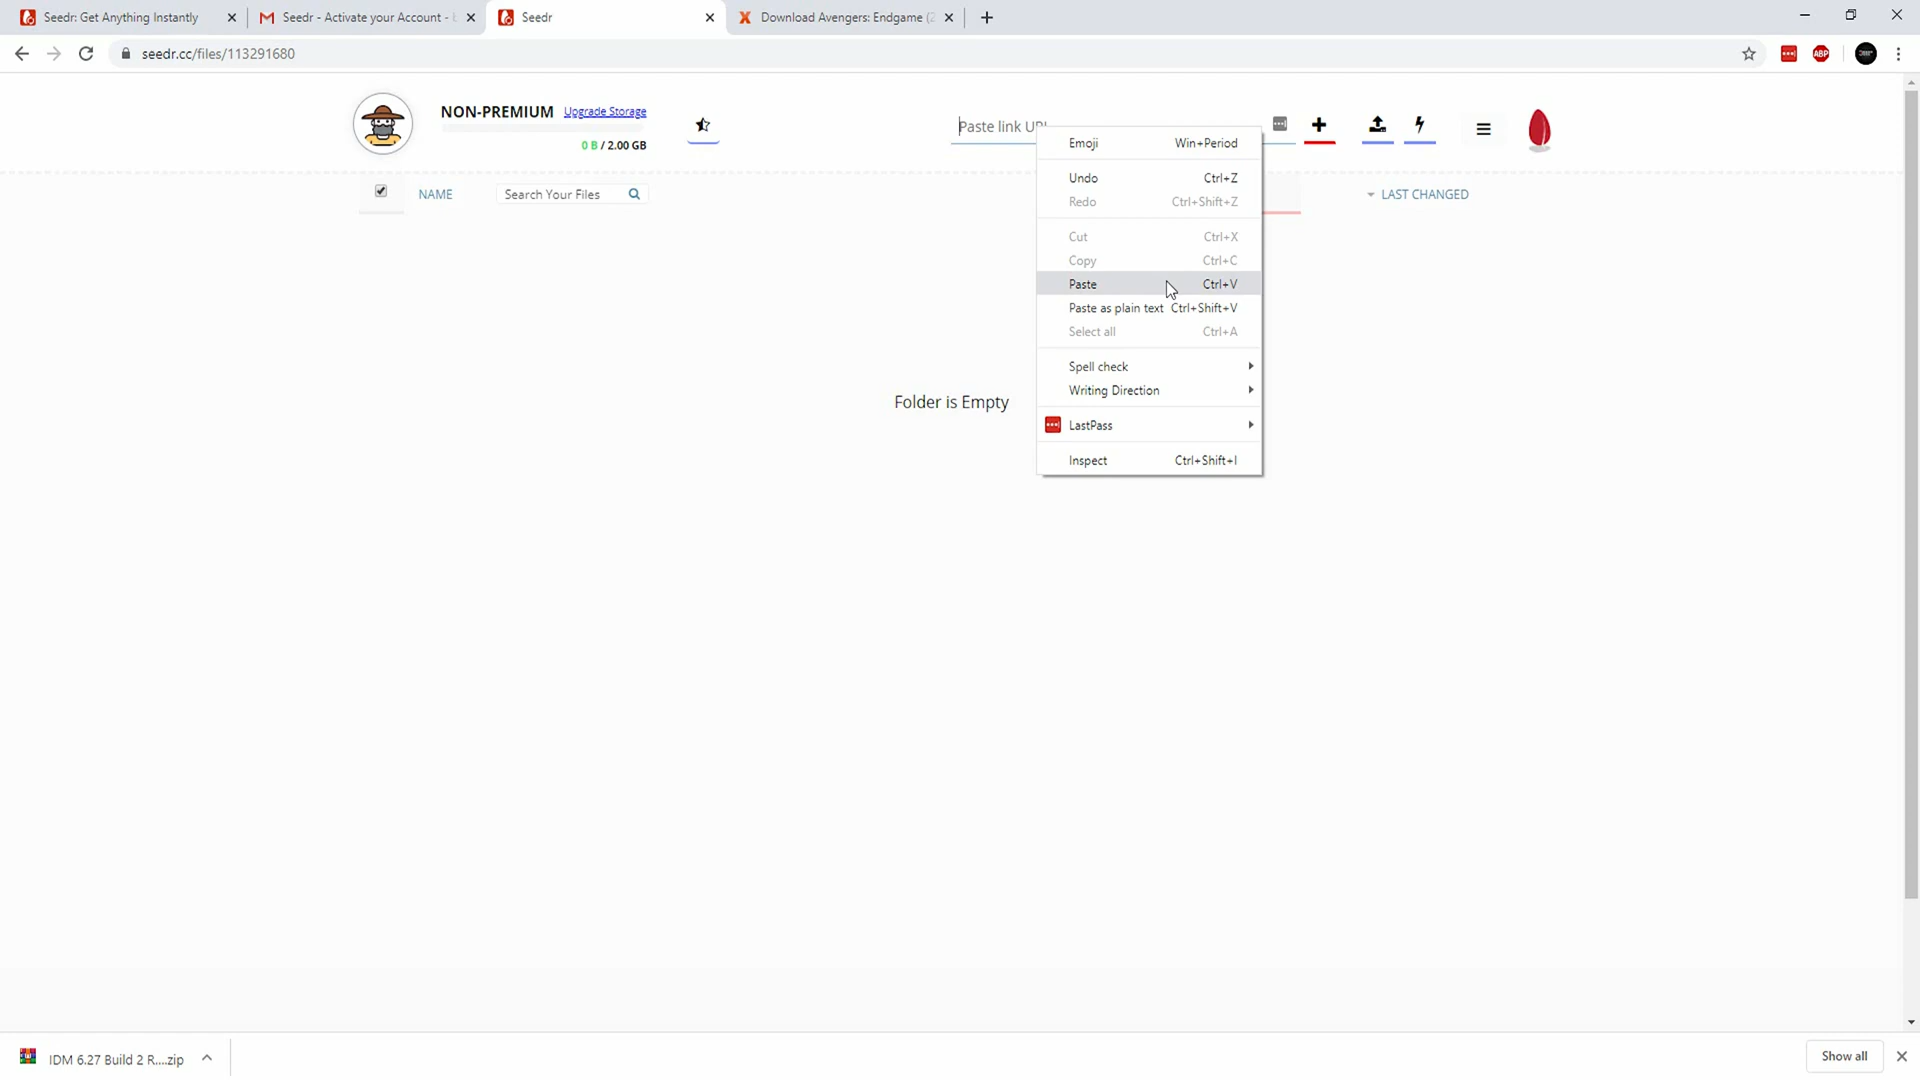 Seedr: Get Anything Instantly
Seedr - Activate your Account -
Seedr
Download Avengers: Endgame (
seedr.cc/files/113291680
ABP
NON-PREMIUM Upgrade Storage
0 B / 2.00 GB
Paste link
NAME
Search Your Files
LAST CHANGED
Emoji Win+Period
Undo Ctrl+Z
Redo Ctrl+Shift+Z
Cut Ctrl+X
Copy Ctrl+C
Paste Ctrl+V
Paste as plain text Ctrl+Shift+V
Select all Ctrl+A
Spell check
Writing Direction
LastPass
Inspect Ctrl+Shift+I
Folder is Empty
IDM 6.27 Build 2 R....zip
Show all